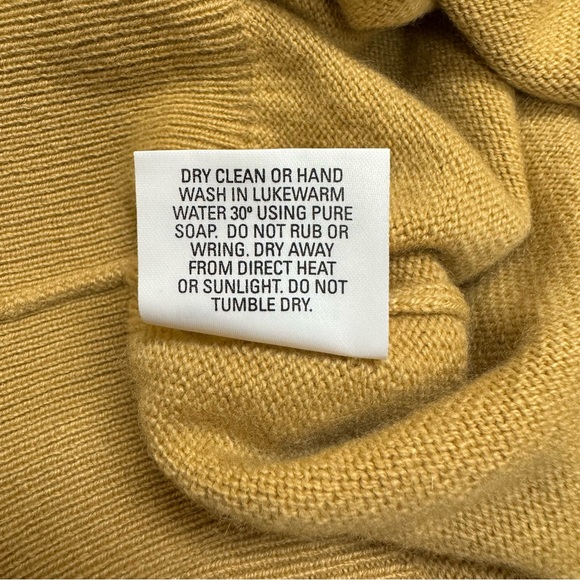 DRY CLEAN OR HAND
WASH IN LUKEWARM
WATER 30° USING PURE
SOAP. DO NOT RUB OR
WRING. DRY AWAY
FROM DIRECT HEAT
OR SUNLIGHT. DO NOT
TUMBLE DRY.